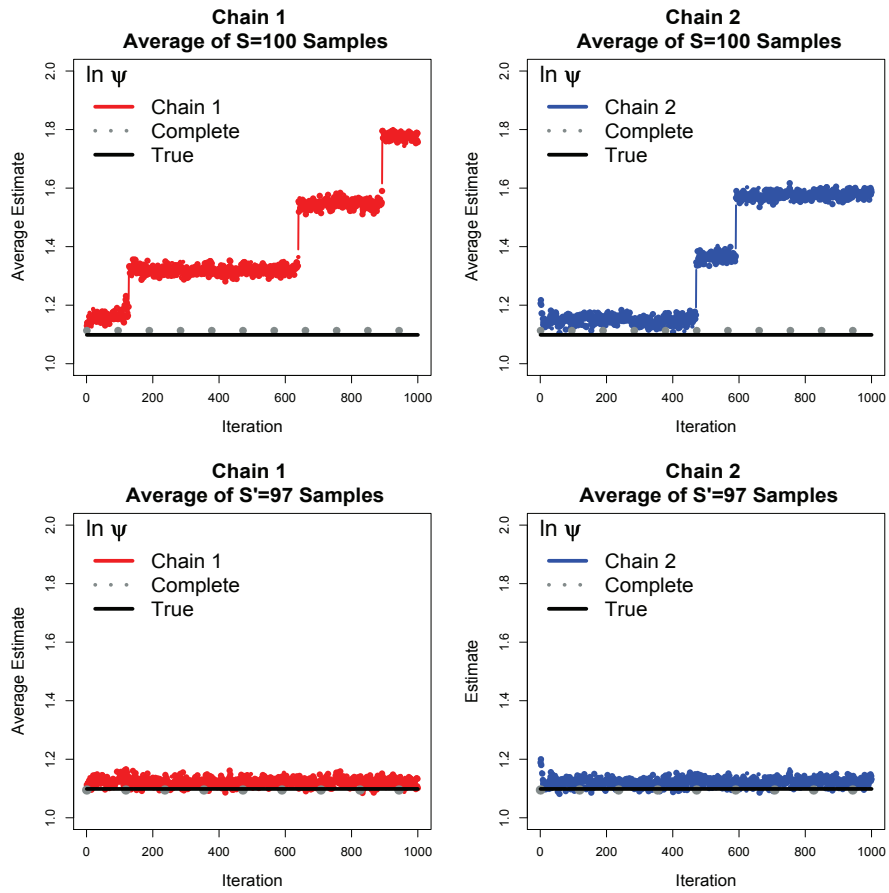 Chain 1
Average of S=100 Samples
ln ψ
Chain 1
Complete
True
Average Estimate
1.0 1.2 1.4 1.6 1.8 2.0
0 200 400 600 800 1000
Iteration
Chain 2
Average of S=100 Samples
ln ψ
Chain 2
Complete
True
Average Estimate
1.0 1.2 1.4 1.6 1.8 2.0
0 200 400 600 800 1000
Iteration
Chain 1
Average of S'=97 Samples
ln ψ
Chain 1
Complete
True
Average Estimate
1.0 1.2 1.4 1.6 1.8 2.0
0 200 400 600 800 1000
Iteration
Chain 2
Average of S'=97 Samples
ln ψ
Chain 2
Complete
True
Estimate
1.0 1.2 1.4 1.6 1.8 2.0
0 200 400 600 800 1000
Iteration